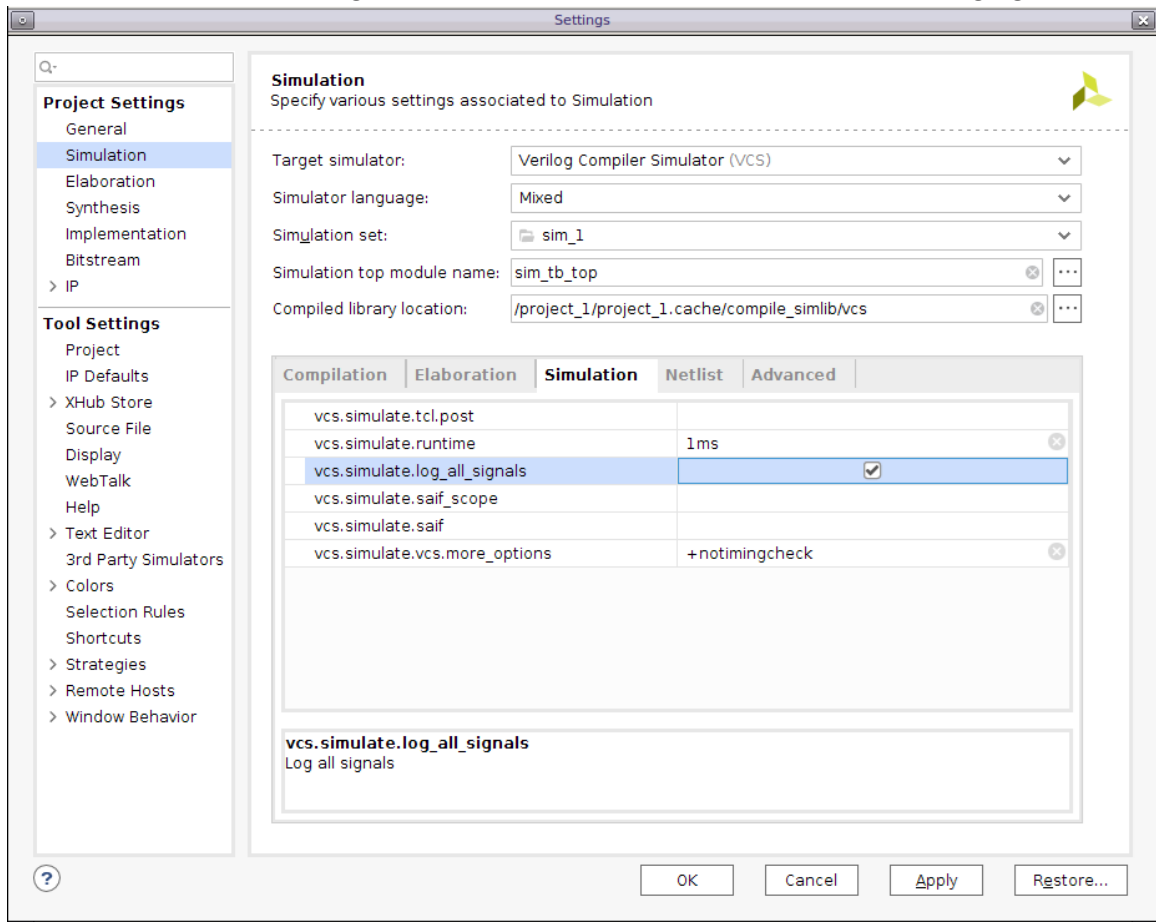 Settings
Q-
Project Settings
General
Simulation
Elaboration
Synthesis
Implementation
Bitstream
> IP
Tool Settings
Project
IP Defaults
> XHub Store
Source File
Display
WebTalk
Help
> Text Editor
3rd Party Simulators
> Colors
Selection Rules
Shortcuts
> Strategies
> Remote Hosts
> Window Behavior
Simulation
Specify various settings associated to Simulation
Target simulator: Verilog Compiler Simulator (VCS)
Simulator language: Mixed
Simulation set: sim_1
Simulation top module name: sim_tb_top ...
Compiled library location: /project_1/project_1.cache/compile_simlib/vcs ...
Compilation Elaboration Simulation Netlist Advanced
vcs.simulate.tcl.post
vcs.simulate.runtime 1ms
vcs.simulate.log_all_signals
vcs.simulate.saif_scope
vcs.simulate.saif
vcs.simulate.vcs.more_options +notimingcheck
vcs.simulate.log_all_signals
Log all signals
? OK Cancel Apply Restore...